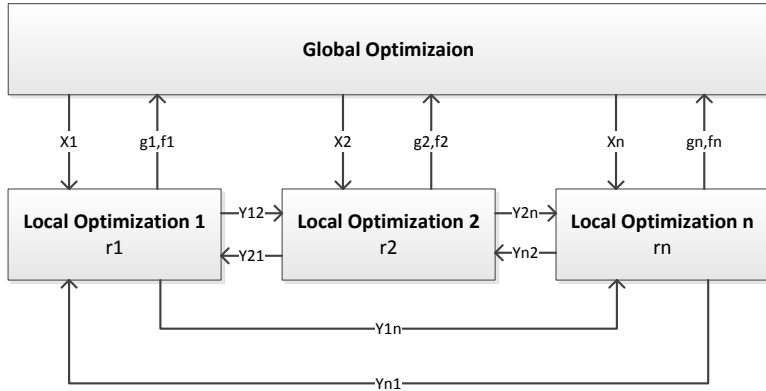 Global Optimizaion
X1
g1,f1
X2
g2,f2
Xn
gn,fn
Local Optimization 1
r1
Y12
Y21
Local Optimization 2
r2
Y2n
Yn2
Local Optimization n
rn
Y1n
Yn1